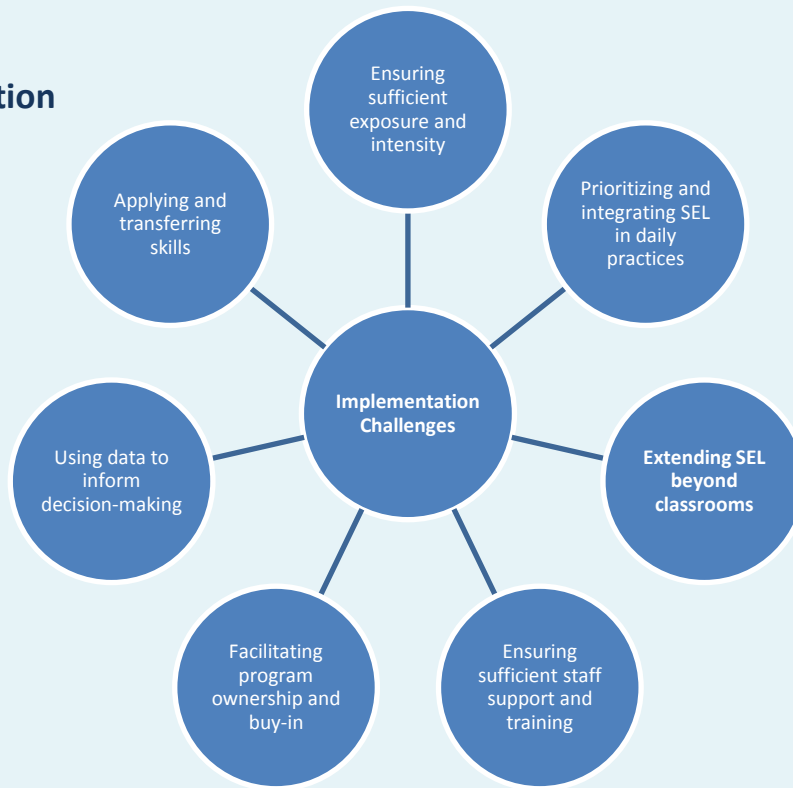 tion
Ensuring
sufficient
exposure and
intensity
Applying and
transferring
skills
Prioritizing and
integrating SEL
in daily
practices
Implementation
Challenges
Using data to
inform
decision-making
Extending SEL
beyond
classrooms
Facilitating
program
ownership and
buy-in
Ensuring
sufficient staff
support and
training